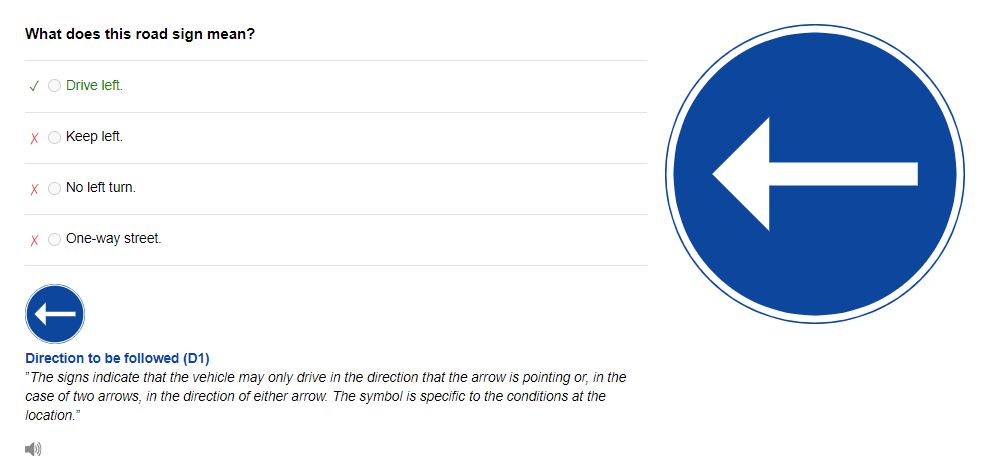 What does this road sign mean?
✓ Drive left.
✗ Keep left.
✗ No left turn.
✗ One-way street.
Direction to be followed (D1)
"The signs indicate that the vehicle may only drive in the direction that the arrow is pointing or, in the
case of two arrows, in the direction of either arrow. The symbol is specific to the conditions at the
location."